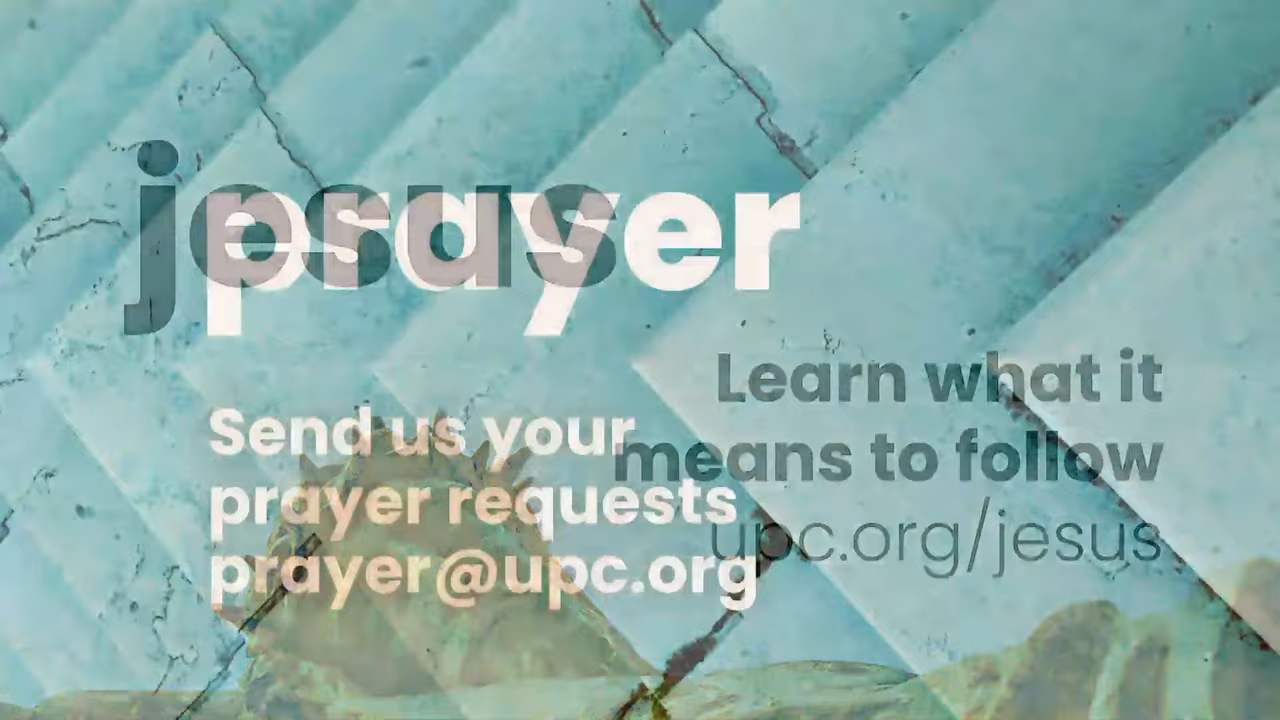 jesus
Learn what it
means to follow
upc.org/jesus
prayer
Send us your
prayer requests
prayer@upc.org